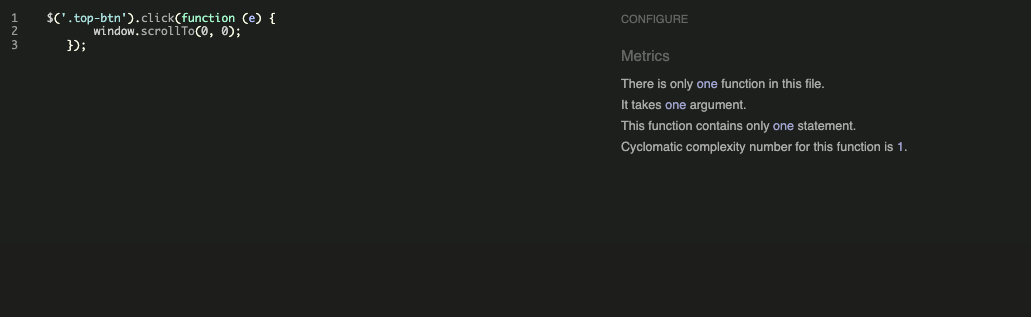 1 $('.top-btn').click(function (e) {
2 window.scrollTo(0, 0);
3 });
CONFIGURE
Metrics
There is only one function in this file.
It takes one argument.
This function contains only one statement.
Cyclomatic complexity number for this function is 1.